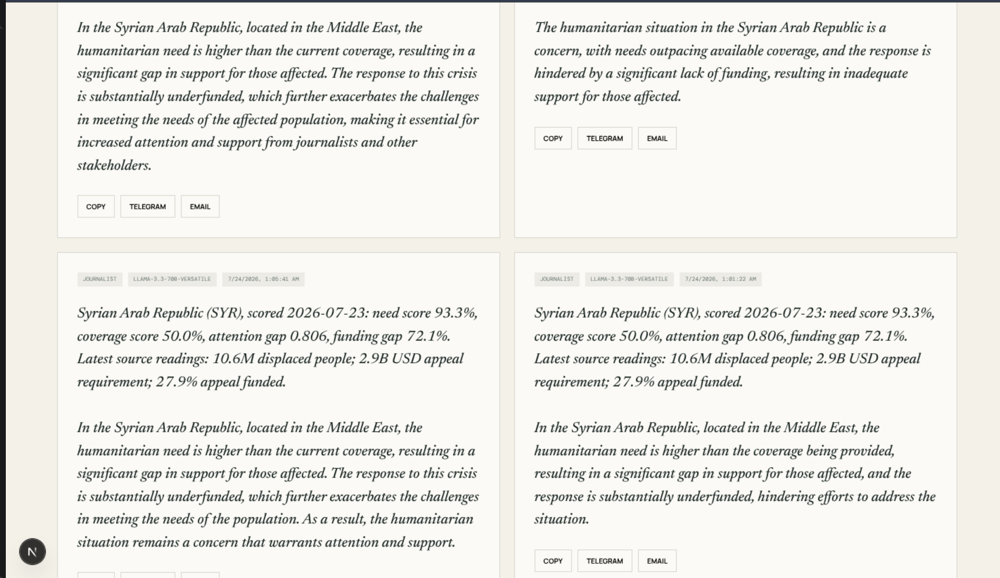 In the Syrian Arab Republic, located in the Middle East, the
humanitarian need is higher than the current coverage, resulting in a
significant gap in support for those affected. The response to this crisis
is substantially underfunded, which further exacerbates the challenges
in meeting the needs of the affected population, making it essential for
increased attention and support from journalists and other
stakeholders.
COPY TELEGRAM EMAIL
The humanitarian situation in the Syrian Arab Republic is a
concern, with needs outpacing available coverage, and the response is
hindered by a significant lack of funding, resulting in inadequate
support for those affected.
COPY TELEGRAM EMAIL
JOURNALIST LLAMA-3.3-70B-VERSATILE 7/24/2026, 1:05:41 AM
Syrian Arab Republic (SYR), scored 2026-07-23: need score 93.3%,
coverage score 50.0%, attention gap 0.806, funding gap 72.1%.
Latest source readings: 10.6M displaced people; 2.9B USD appeal
requirement; 27.9% appeal funded.
In the Syrian Arab Republic, located in the Middle East, the
humanitarian need is higher than the current coverage, resulting in a
significant gap in support for those affected. The response to this crisis
is substantially underfunded, which further exacerbates the challenges
in meeting the needs of the population. As a result, the humanitarian
situation remains a concern that warrants attention and support.
JOURNALIST LLAMA-3.3-70B-VERSATILE 7/24/2026, 1:01:22 AM
Syrian Arab Republic (SYR), scored 2026-07-23: need score 93.3%,
coverage score 50.0%, attention gap 0.806, funding gap 72.1%.
Latest source readings: 10.6M displaced people; 2.9B USD appeal
requirement; 27.9% appeal funded.
In the Syrian Arab Republic, located in the Middle East, the
humanitarian need is higher than the coverage being provided,
resulting in a significant gap in support for those affected, and the
response is substantially underfunded, hindering efforts to address the
situation.
COPY TELEGRAM EMAIL
N